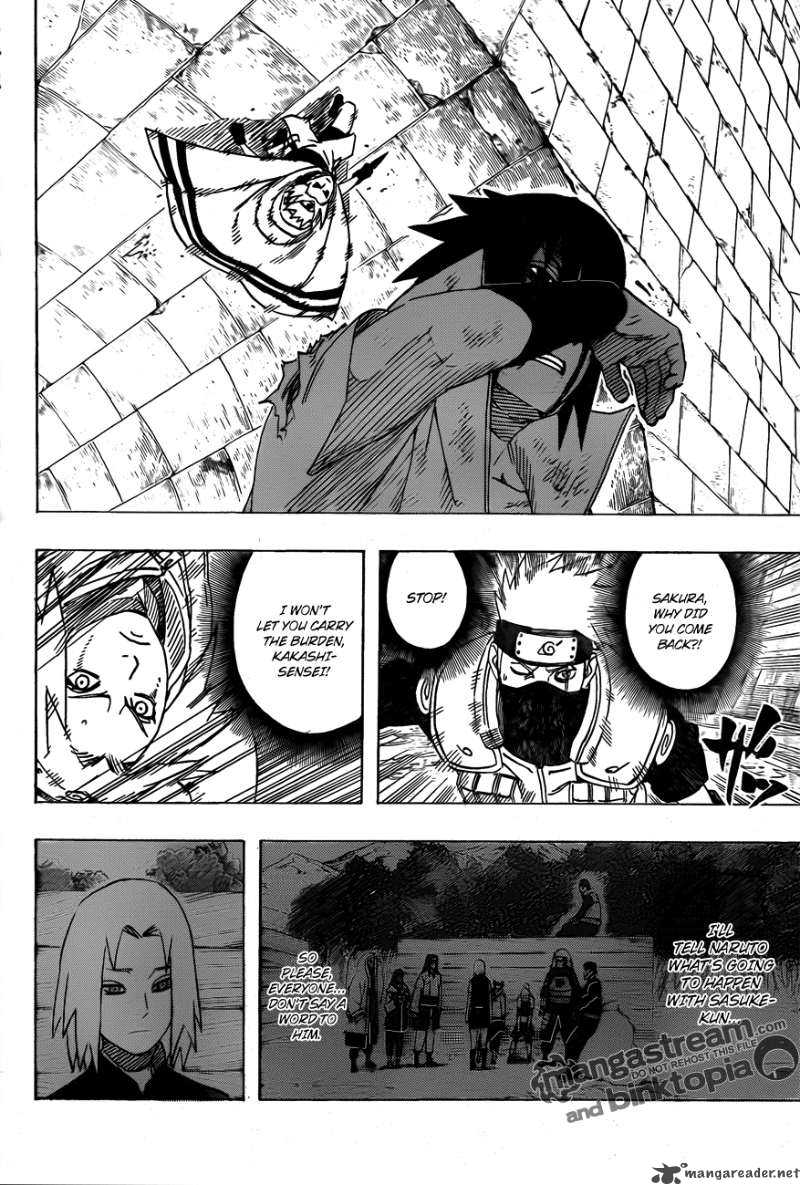 SAKURA,
WHY DID
YOU COME
BACK?!
STOP!
ザッ
I WON'T
LET YOU CARRY
THE BURDEN,
KAKASHI-
SENSEI!
I'LL
TELL NARUTO
WHAT'S GOING
TO HAPPEN
WITH SASUKE-
KUN...
SO
PLEASE,
EVERYONE...
DON'T SAY A
WORD TO
HIM.
mangastream.com
DO NOT REHOST THIS FILE
and binktopia
mangareader.net